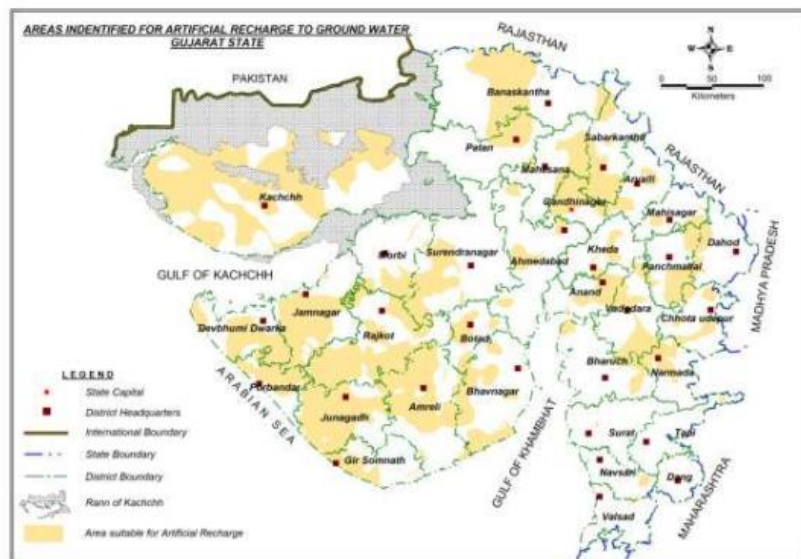 AREAS INDENTIFIED FOR ARTIFICIAL RECHARGE TO GROUND WATER
GUJARAT STATE
RAJASTHAN
N
W E
S
PAKISTAN
0 50 100
Kilometers
Banaskantha
Patan
Sabarkantha
Mahesana
Aravlli
RAJASTHAN
Kachchh
Gandhinagar
Mahisagar
Morbi
Surendranagar
Dahod
Ahmedabad
Kheda
Panchmahal
MADHYA PRADESH
GULF OF KACHCHH
Anand
Jamnagar
Vadodara
Chhota udepur
Devbhumi Dwarka
Rajkot
Botad
Bharuch
Narmada
Porbandar
Bhavnagar
ARABIAN SEA
Junagadh
Amreli
GULF OF KHAMBHAT
Surat
Tapi
Gir Somnath
Navsari
Dang
MAHARASHTRA
Valsad
LEGEND
State Capital
District Headquarters
International Boundary
State Boundary
District Boundary
Rann of Kachchh
Area suitable for Artificial Recharge